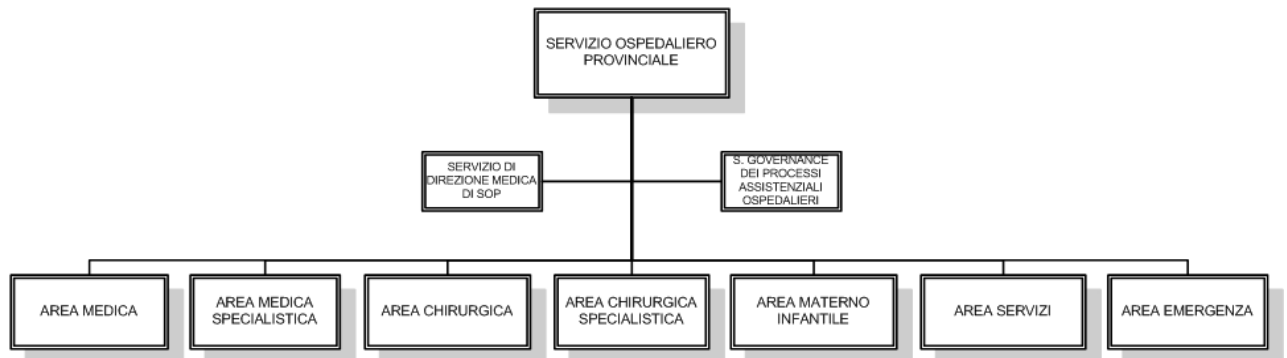 SERVIZIO OSPEDALIERO
PROVINCIALE
SERVIZIO DI
DIREZIONE MEDICA
DI SOP
S. GOVERNANCE
DEI PROCESSI
ASSISTENZIALI
OSPEDALIERI
AREA MEDICA
AREA MEDICA
SPECIALISTICA
AREA CHIRURGICA
AREA CHIRURGICA
SPECIALISTICA
AREA MATERNO
INFANTILE
AREA SERVIZI
AREA EMERGENZA